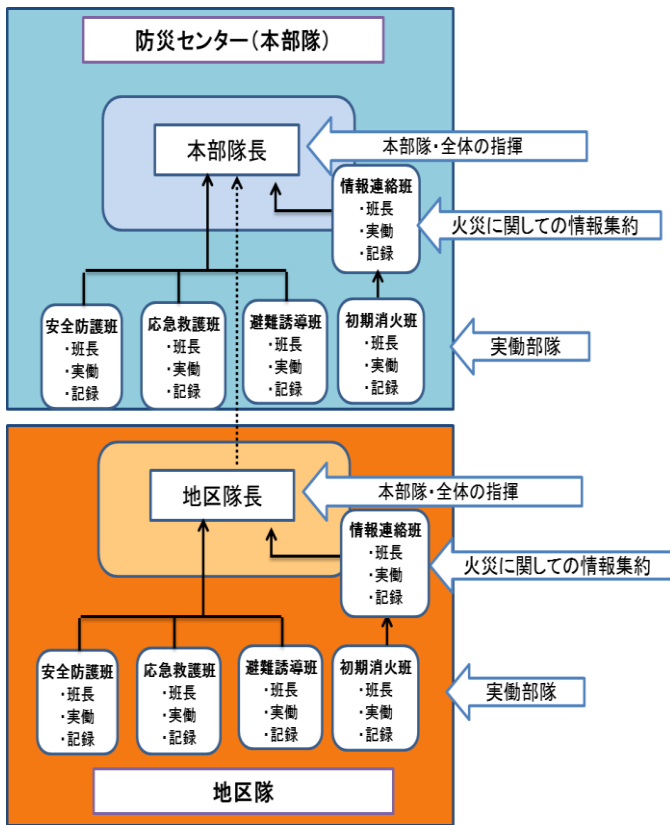 防災センター(本部隊)
本部隊長
本部隊・全体の指揮
情報連絡班
・班長
・実働
・記録
火災に関しての情報集約
安全防護班
・班長
・実働
・記録
応急救護班
・班長
・実働
・記録
避難誘導班
・班長
・実働
・記録
初期消火班
・班長
・実働
・記録
実働部隊
地区隊長
本部隊・全体の指揮
情報連絡班
・班長
・実働
・記録
火災に関しての情報集約
安全防護班
・班長
・実働
・記録
応急救護班
・班長
・実働
・記録
避難誘導班
・班長
・実働
・記録
初期消火班
・班長
・実働
・記録
実働部隊
地区隊